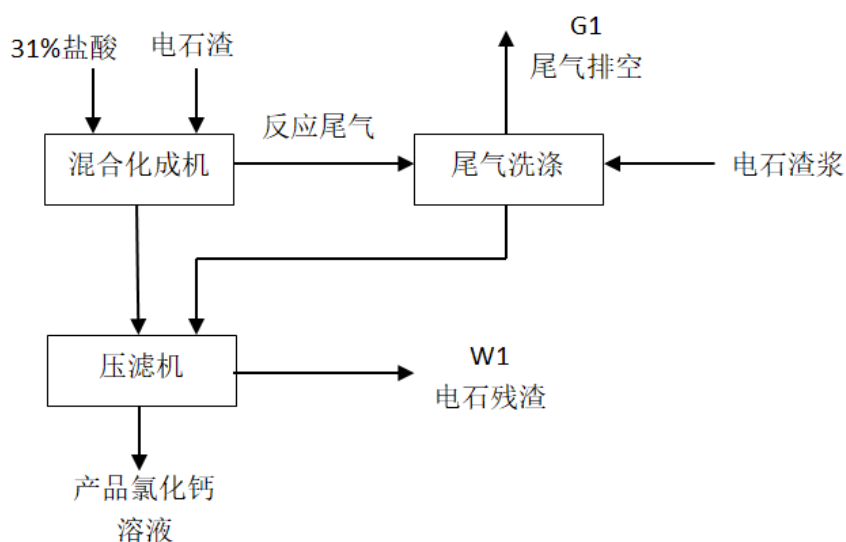 31%盐酸
电石渣
G1
尾气排空
反应尾气
混合化成机
尾气洗涤
电石渣浆
压滤机
W1
电石残渣
产品氯化钙
溶液